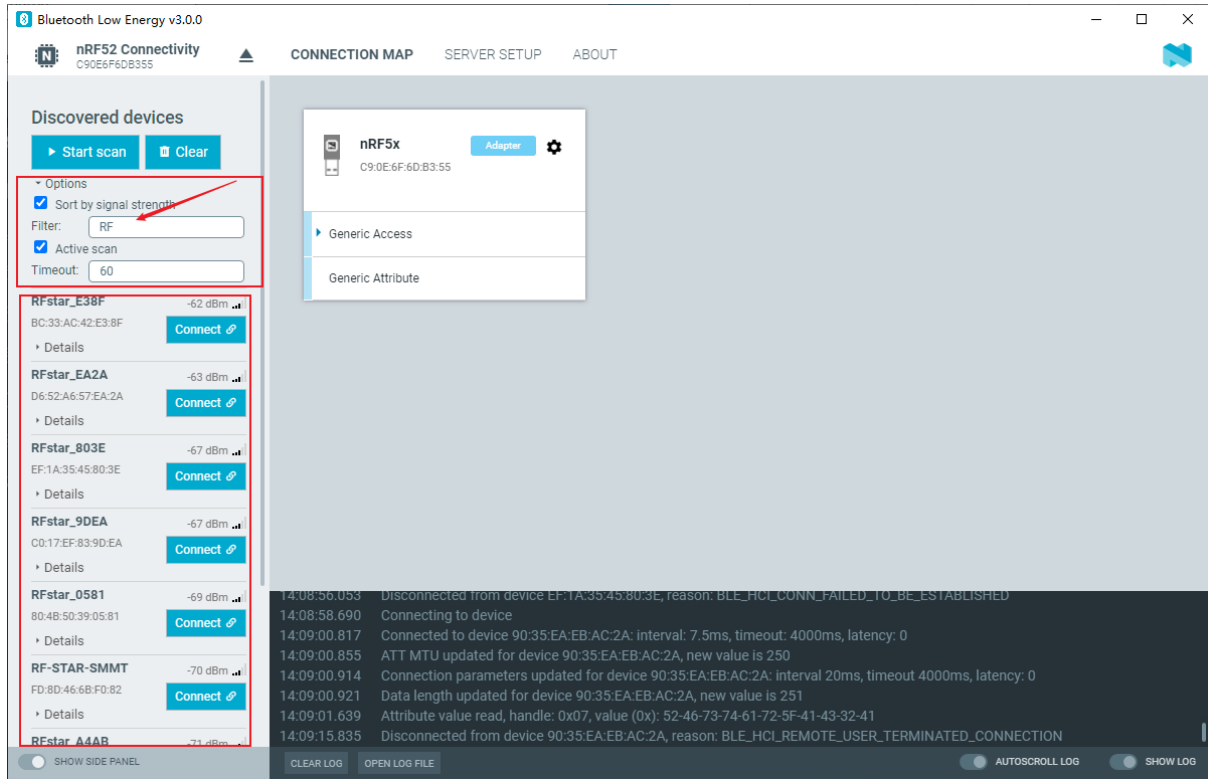 Bluetooth Low Energy v3.0.0
nRF52 Connectivity
C90E6F6DB355
CONNECTION MAP SERVER SETUP ABOUT
Discovered devices
Start scan Clear
Options
Sort by signal strength
Filter: RF
Active scan
Timeout: 60
RFstar_E38F -62 dBm
BC:33:AC:42:E3:8F Connect
Details
RFstar_EA2A -63 dBm
D6:52:A6:57:EA:2A Connect
Details
RFstar_803E -67 dBm
EF:1A:35:45:80:3E Connect
Details
RFstar_9DEA -67 dBm
C0:17:EF:83:9D:EA Connect
Details
RFstar_0581 -69 dBm
80:4B:50:39:05:81 Connect
Details
RF-STAR-SMMT -70 dBm
FD:8D:46:6B:F0:82 Connect
Details
RFstar_A4AB -71 dBm
SHOW SIDE PANEL
nRF5x Adapter
C9:0E:6F:6D:B3:55
Generic Access
Generic Attribute
14:08:56.053 Disconnected from device EF:1A:35:45:80:3E, reason: BLE_HCI_CONN_FAILED_TO_BE_ESTABLISHED
14:08:58.690 Connecting to device
14:09:00.817 Connected to device 90:35:EA:EB:AC:2A: interval: 7.5ms, timeout: 4000ms, latency: 0
14:09:00.855 ATT MTU updated for device 90:35:EA:EB:AC:2A, new value is 250
14:09:00.914 Connection parameters updated for device 90:35:EA:EB:AC:2A: interval 20ms, timeout 4000ms, latency: 0
14:09:00.921 Data length updated for device 90:35:EA:EB:AC:2A, new value is 251
14:09:01.639 Attribute value read, handle: 0x07, value (0x): 52-46-73-74-61-72-5F-41-43-32-41
14:09:15.835 Disconnected from device 90:35:EA:EB:AC:2A, reason: BLE_HCI_REMOTE_USER_TERMINATED_CONNECTION
CLEAR LOG OPEN LOG FILE AUTOSCROLL LOG SHOW LOG